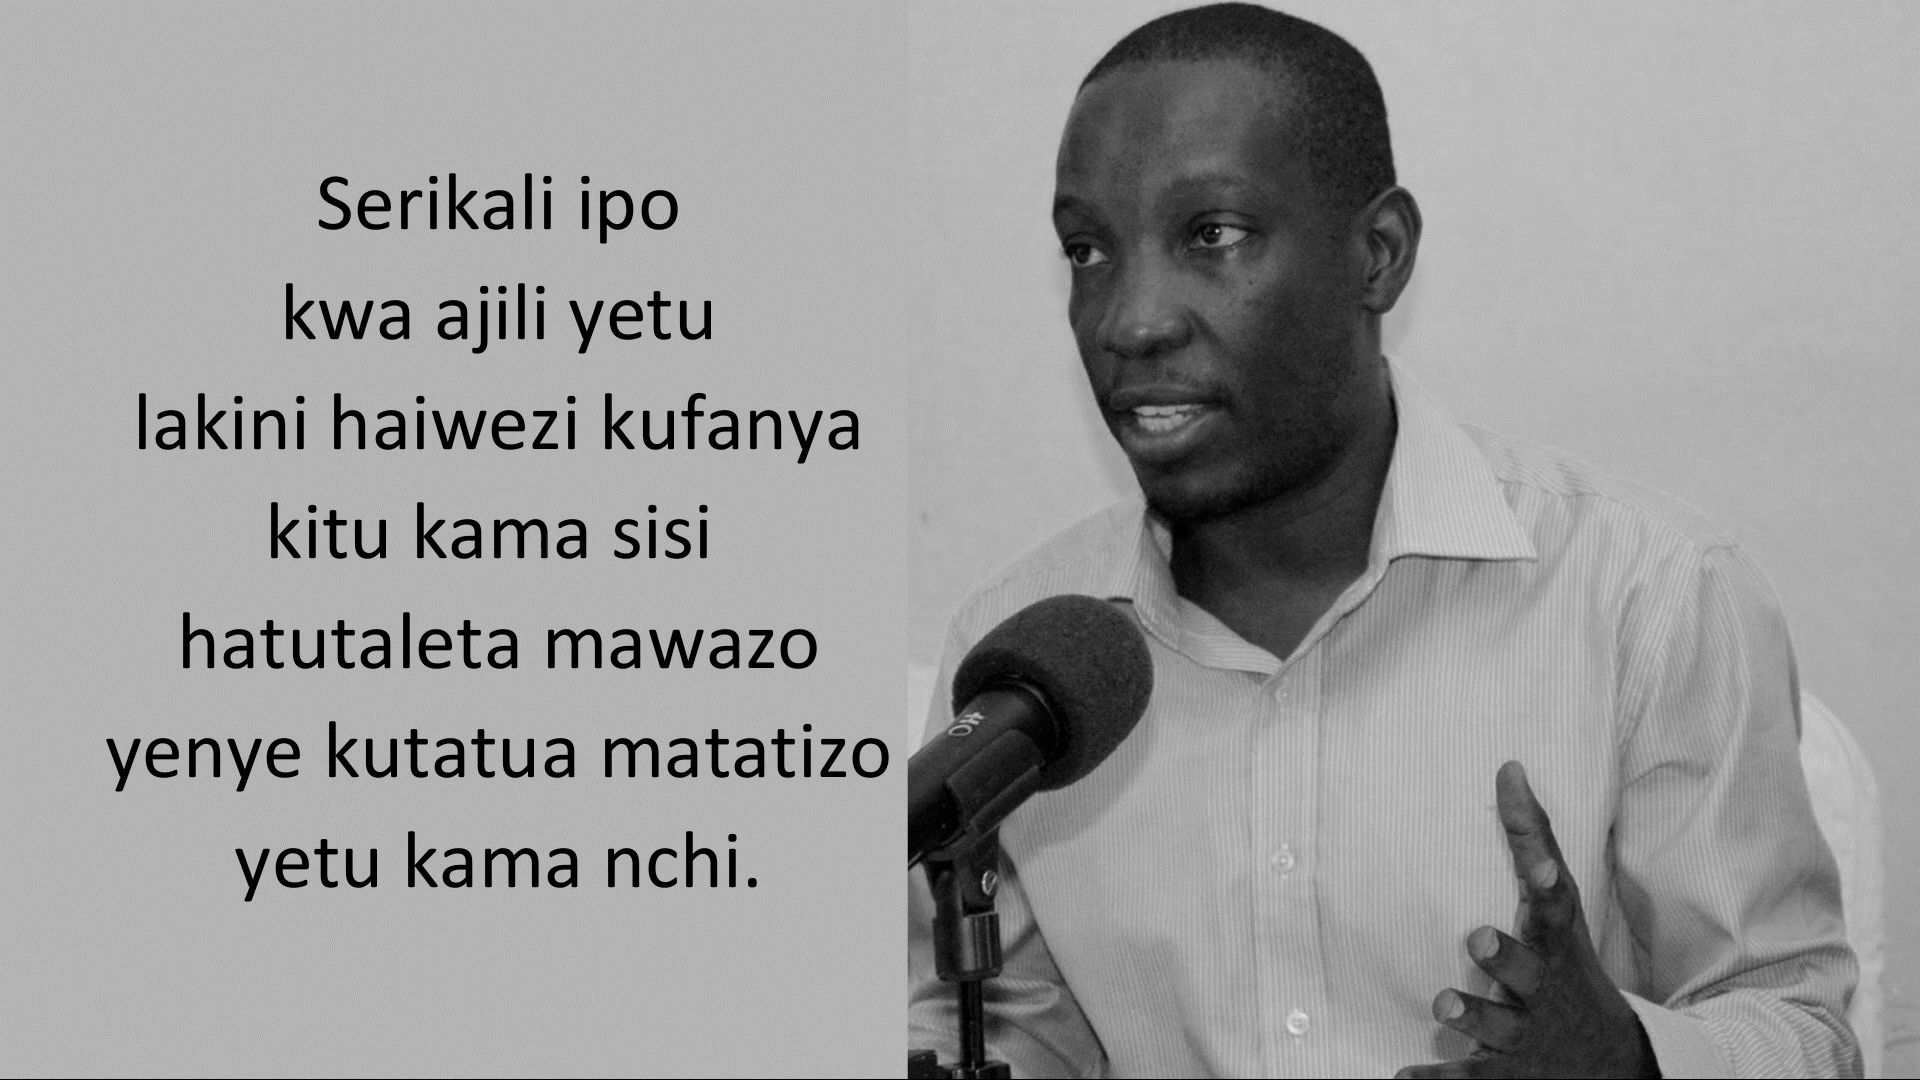 Serikali ipo
kwa ajili yetu
lakini haiwezi kufanya
kitu kama sisi
hatutaleta mawazo
yenye kutatua matatizo
yetu kama nchi.